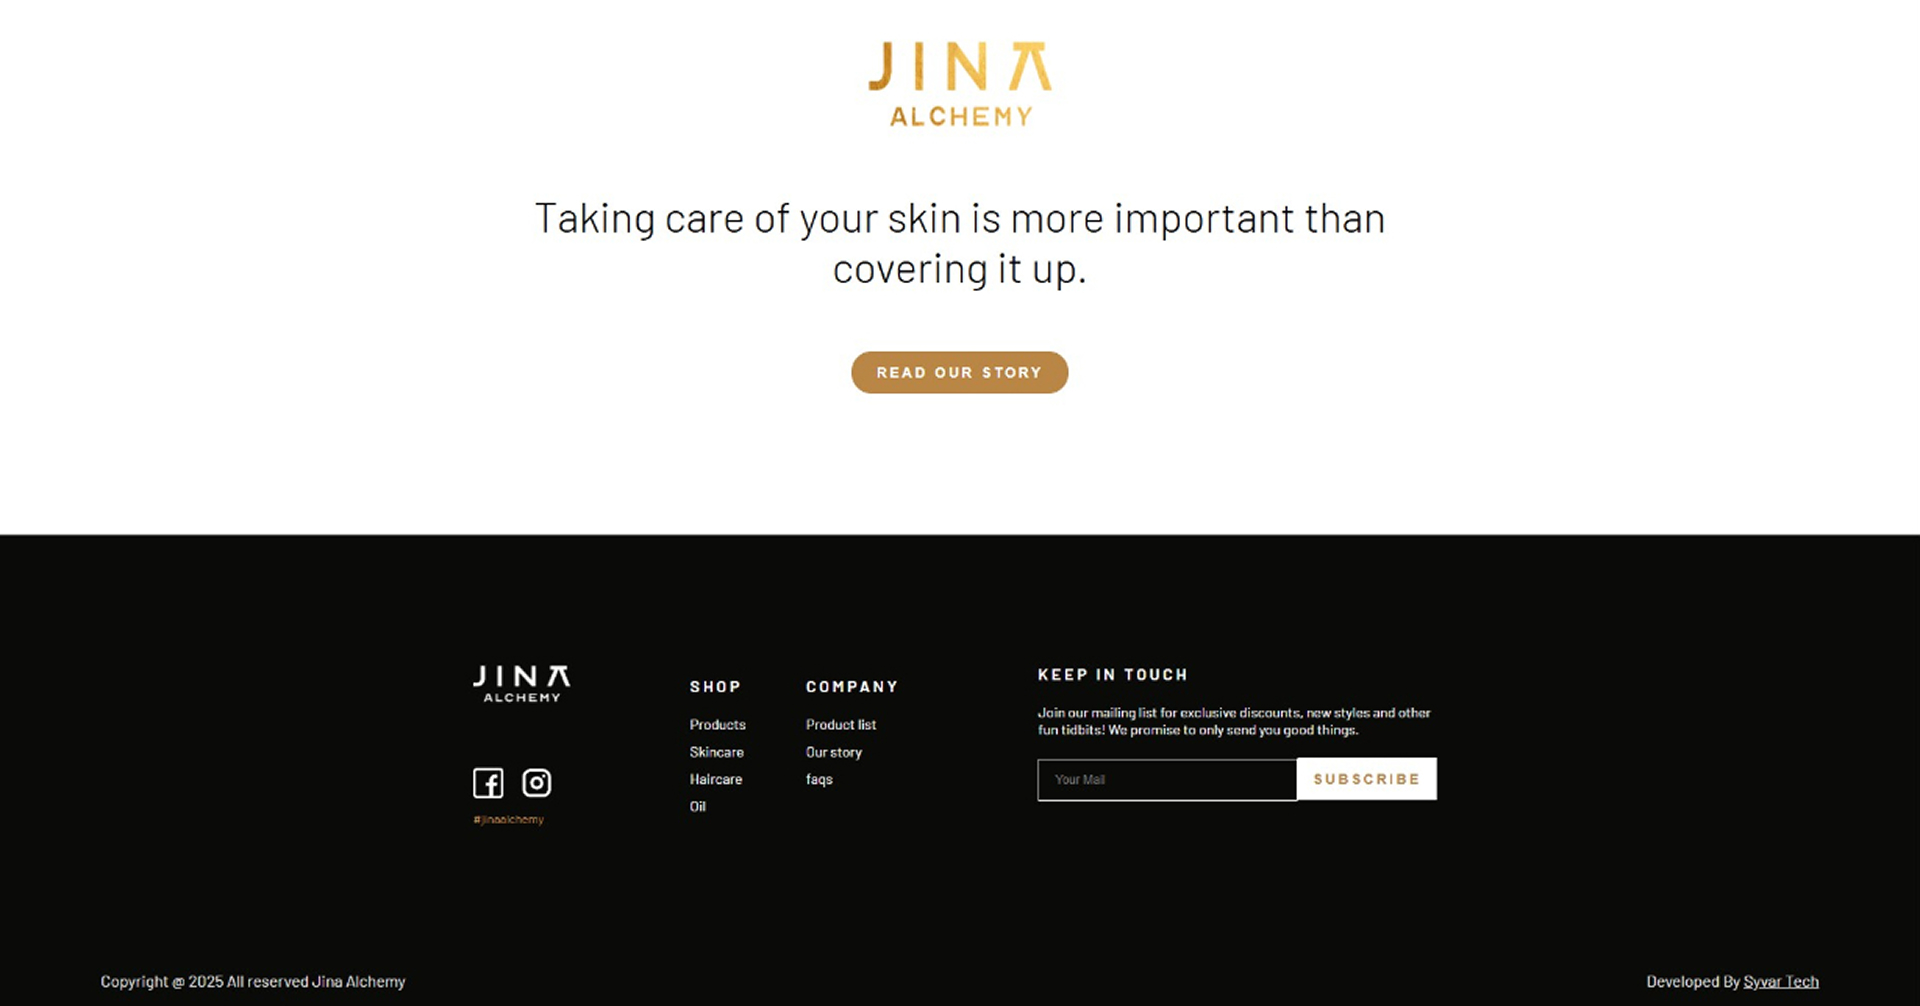 JINA
ALCHEMY
Taking care of your skin is more important than
covering it up.
READ OUR STORY
JINA
ALCHEMY
#jinaalchemy
SHOP
Products
Skincare
Haircare
Oil
COMPANY
Product list
Our story
faqs
KEEP IN TOUCH
Join our mailing list for exclusive discounts, new styles and other
fun tidbits! We promise to only send you good things.
Your Mail
SUBSCRIBE
Copyright @ 2025 All reserved Jina Alchemy
Developed By Syvar Tech